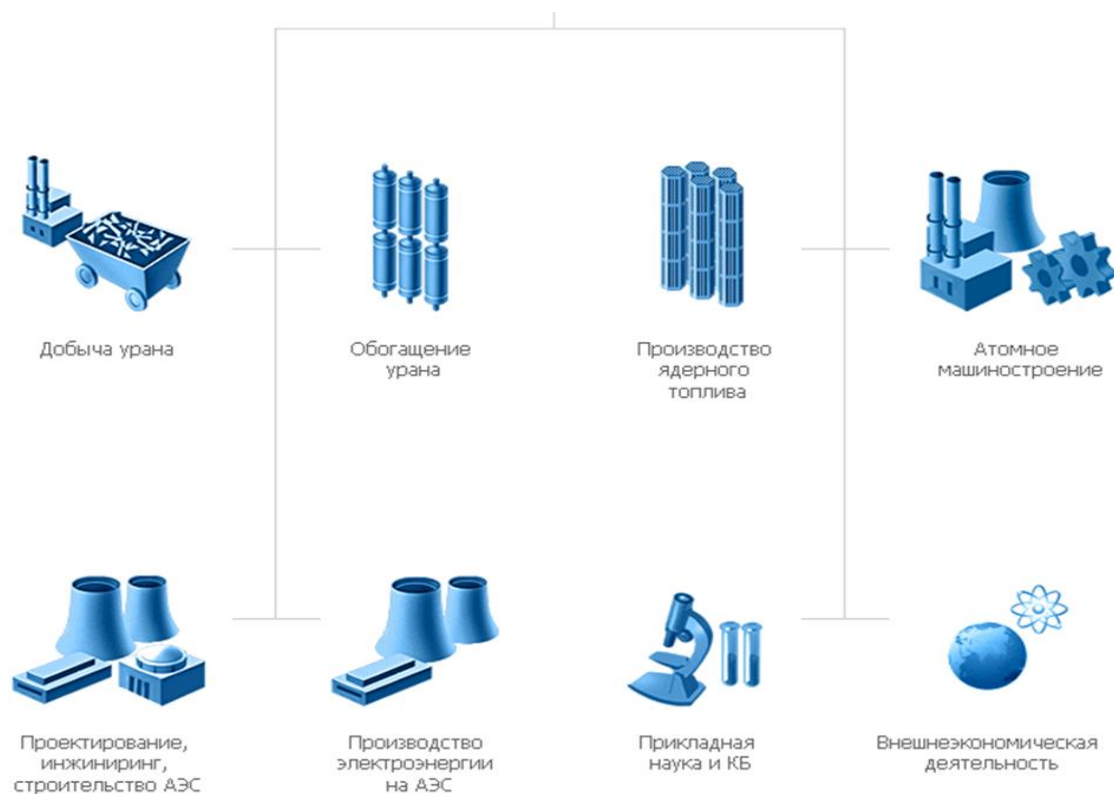 Добыча урана
Обогащение
урана
Производство
ядерного
топлива
Атомное
машиностроение
Проектирование,
инжиниринг,
строительство АЭС
Производство
электроэнергии
на АЭС
Прикладная
наука и КБ
Внешнеэкономическая
деятельность